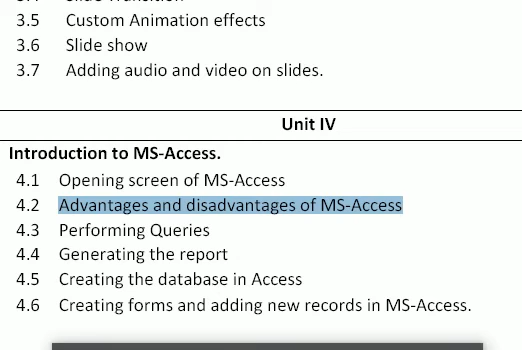 3.5 Custom Animation effects
3.6 Slide show
3.7 Adding audio and video on slides.
Unit IV
Introduction to MS-Access.
4.1 Opening screen of MS-Access
4.2 Advantages and disadvantages of MS-Access
4.3 Performing Queries
4.4 Generating the report
4.5 Creating the database in Access
4.6 Creating forms and adding new records in MS-Access.